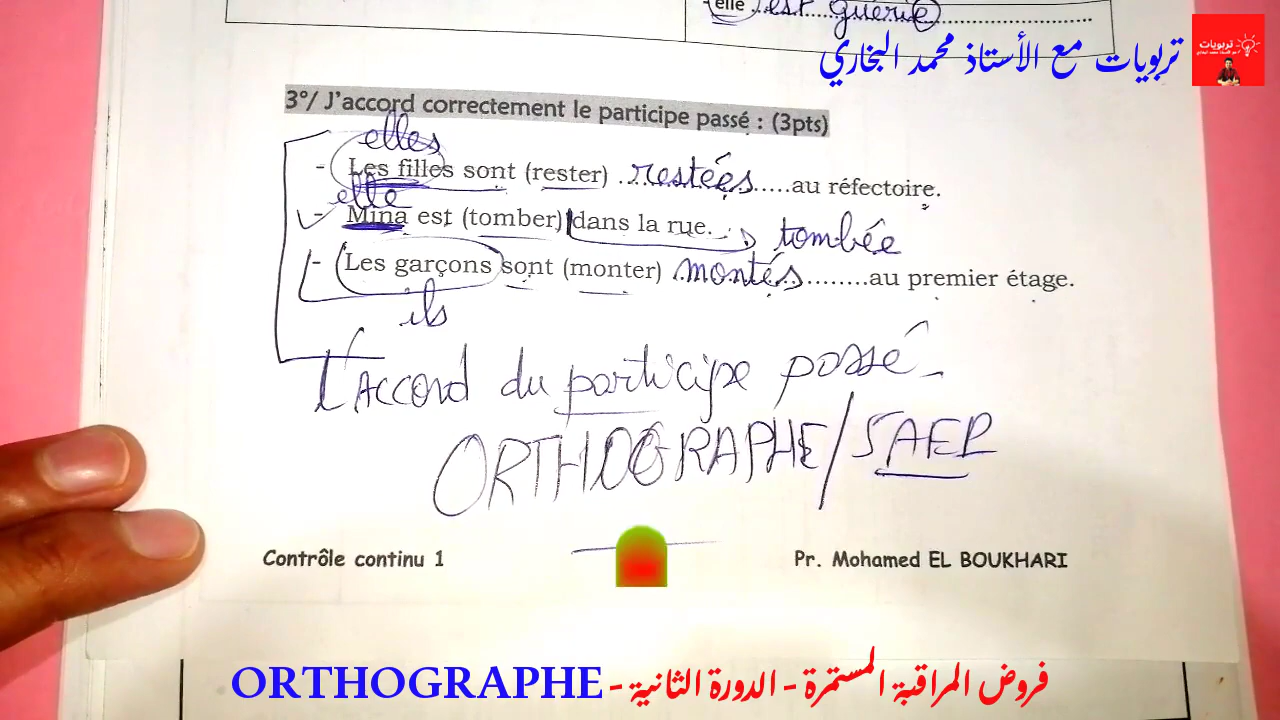 elle est guérie
تربويات مع الأستاذ محمد البخاري
تربويات
3°/ J'accord correctement le participe passé : (3pts)
elles
- Les filles sont (rester) ...restées.....au réfectoire.
elle
- Mina est (tomber) dans la rue. tombée
- Les garçons sont (monter) montés........au premier étage.
ils
L'Accord du participe passé
ORTHOGRAPHE/SAEP
Contrôle continu 1 Pr. Mohamed EL BOUKHARI
ORTHOGRAPHE - فروض المراقبة المستمرة - الدورة الثانية